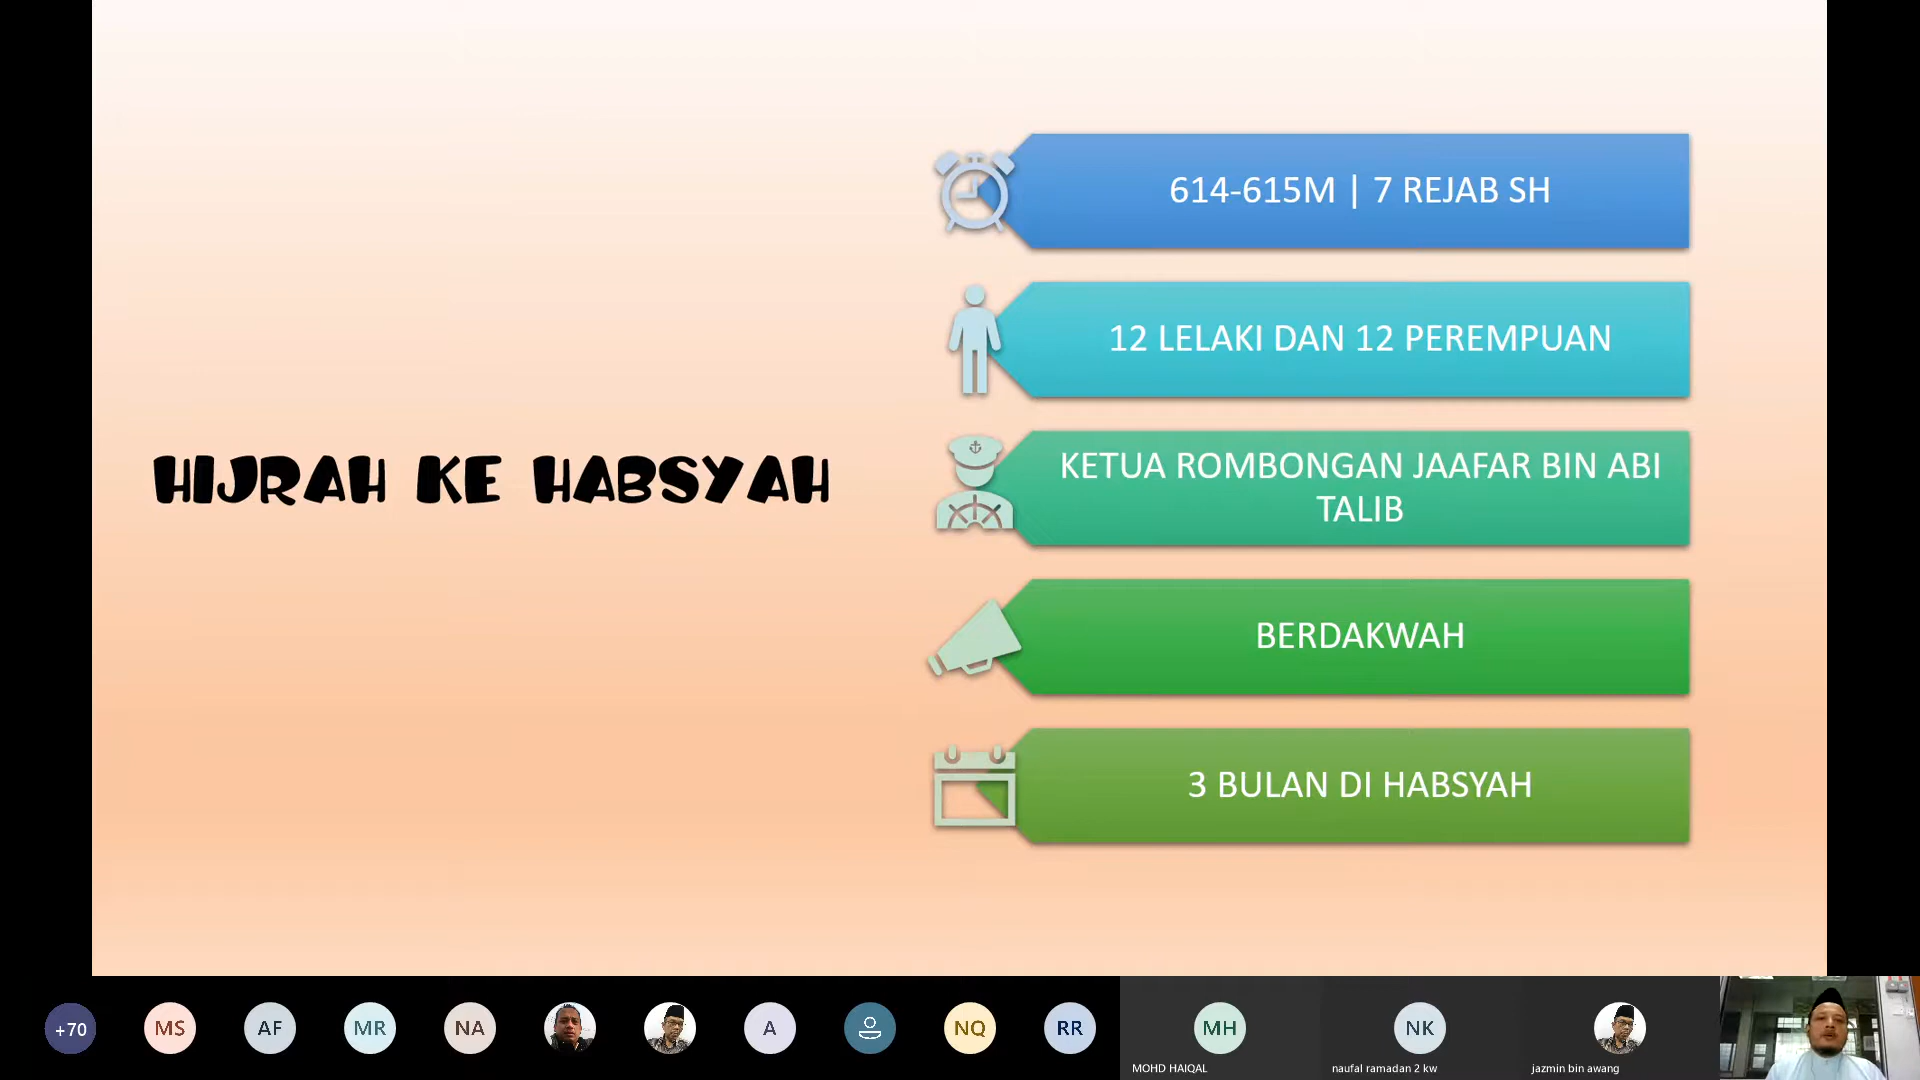 HIJRAH KE HABSYAH
614-615M | 7 REJAB SH
12 LELAKI DAN 12 PEREMPUAN
KETUA ROMBONGAN JAAFAR BIN ABI
TALIB
BERDAKWAH
3 BULAN DI HABSYAH
+70
MS
AF
MR
NA
A
NQ
RR
MH
NK
MOHD HAIQAL
naufal ramadan 2 kw
jazmin bin awang